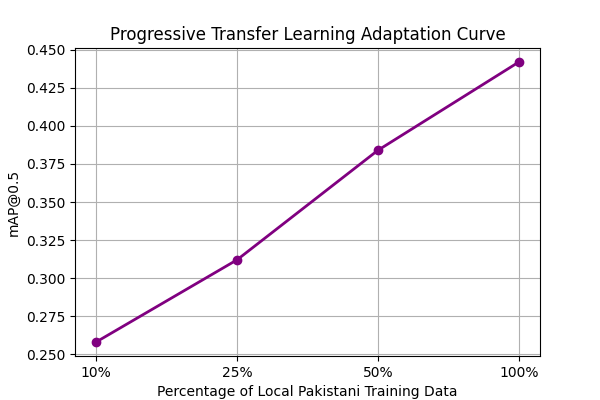 Progressive Transfer Learning Adaptation Curve
0.450
0.425
0.400
0.375
0.350
0.325
0.300
0.275
0.250
mAP@0.5
10% 25% 50% 100%
Percentage of Local Pakistani Training Data